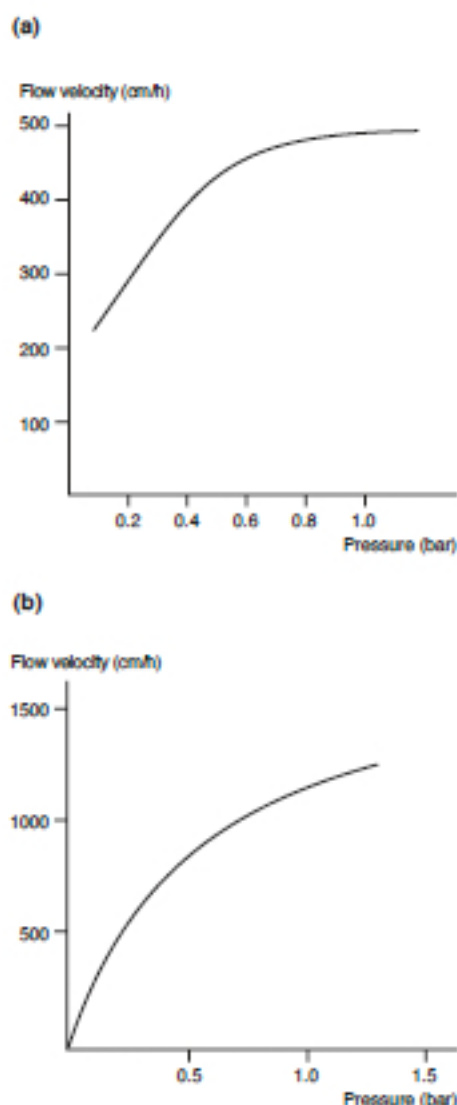 (a)
Flow velocity (cm/h)
500
400
300
200
100
0.2 0.4 0.6 0.8 1.0
Pressure (bar)
(b)
Flow velocity (cm/h)
1500
1000
500
0.5 1.0 1.5
Pressure (bar)